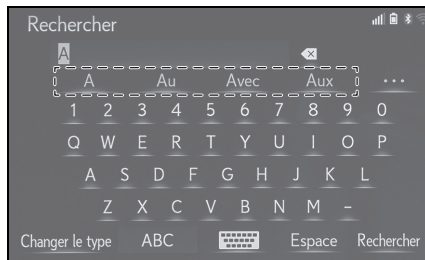 Rechercher
A
A Au Avec Aux ...
1 2 3 4 5 6 7 8 9 0
Q W E R T Y U I O P
A S D F G H J K L
Z X C V B N M -
Changer le type ABC Espace Rechercher